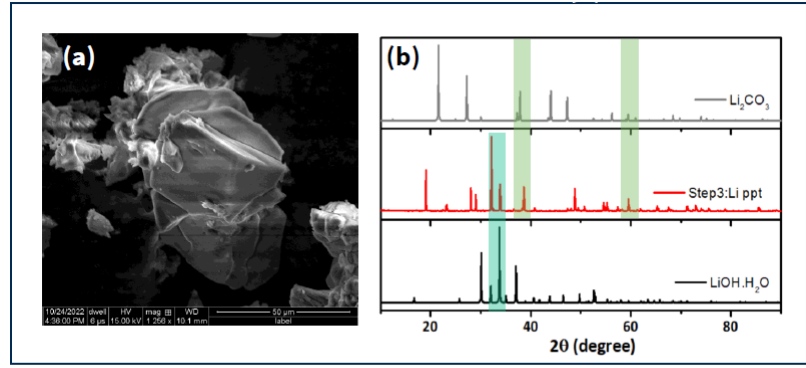 (a)
10/24/2022 dwell HV mag ⊞ WD
4:36:00 PM 6 µs 15.00 kV 1 256 x 10.1 mm
50 µm
label
(b)
Li₂CO₃
Step3:Li ppt
LiOH.H₂O
20 40 60 80
2θ (degree)